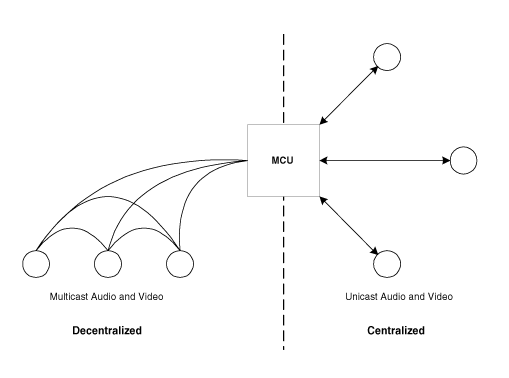 MCU
Multicast Audio and Video
Unicast Audio and Video
Decentralized
Centralized